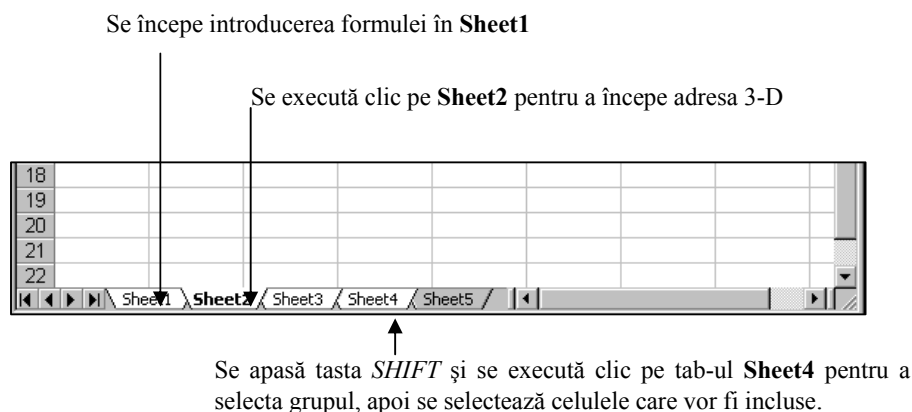 Se începe introducerea formulei în Sheet1
Se execută clic pe Sheet2 pentru a începe adresa 3-D
18
19
20
21
22
Sheet1 Sheet2 Sheet3 Sheet4 Sheet5
Se apasă tasta SHIFT şi se execută clic pe tab-ul Sheet4 pentru a
selecta grupul, apoi se selectează celulele care vor fi incluse.